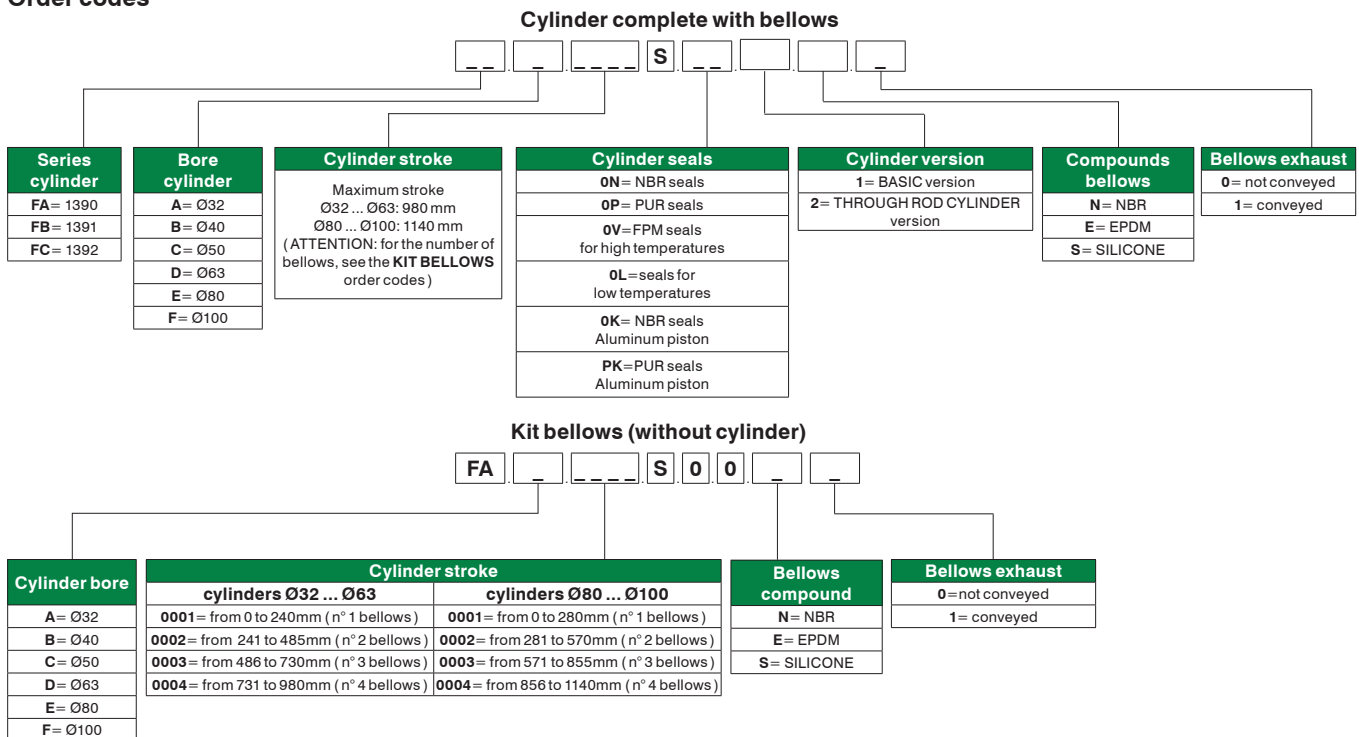 Order codes
Cylinder complete with bellows
_ _ . _ . _ _ _ _ . S . _ _ . . . _
Series cylinder
FA= 1390
FB= 1391
FC= 1392
Bore cylinder
A= Ø32
B= Ø40
C= Ø50
D= Ø63
E= Ø80
F= Ø100
Cylinder stroke
Maximum stroke
Ø32 ... Ø63: 980 mm
Ø80 ... Ø100: 1140 mm
( ATTENTION: for the number of
bellows, see the KIT BELLOWS
order codes )
Cylinder seals
0N= NBR seals
0P= PUR seals
0V=FPM seals
for high temperatures
0L=seals for
low temperatures
0K= NBR seals
Aluminum piston
PK=PUR seals
Aluminum piston
Cylinder version
1= BASIC version
2= THROUGH ROD CYLINDER
version
Compounds
bellows
N= NBR
E= EPDM
S= SILICONE
Bellows exhaust
0= not conveyed
1= conveyed
Kit bellows (without cylinder)
FA . _ . _ _ _ _ . S . 0 . 0 . _ . _
Cylinder bore
A= Ø32
B= Ø40
C= Ø50
D= Ø63
E= Ø80
F= Ø100
Cylinder stroke
cylinders Ø32 ... Ø63
0001= from 0 to 240mm ( n° 1 bellows )
0002= from 241 to 485mm ( n° 2 bellows )
0003= from 486 to 730mm ( n° 3 bellows )
0004= from 731 to 980mm ( n° 4 bellows )
cylinders Ø80 ... Ø100
0001= from 0 to 280mm ( n° 1 bellows )
0002= from 281 to 570mm ( n° 2 bellows )
0003= from 571 to 855mm ( n° 3 bellows )
0004= from 856 to 1140mm ( n° 4 bellows )
Bellows
compound
N= NBR
E= EPDM
S= SILICONE
Bellows exhaust
0=not conveyed
1= conveyed